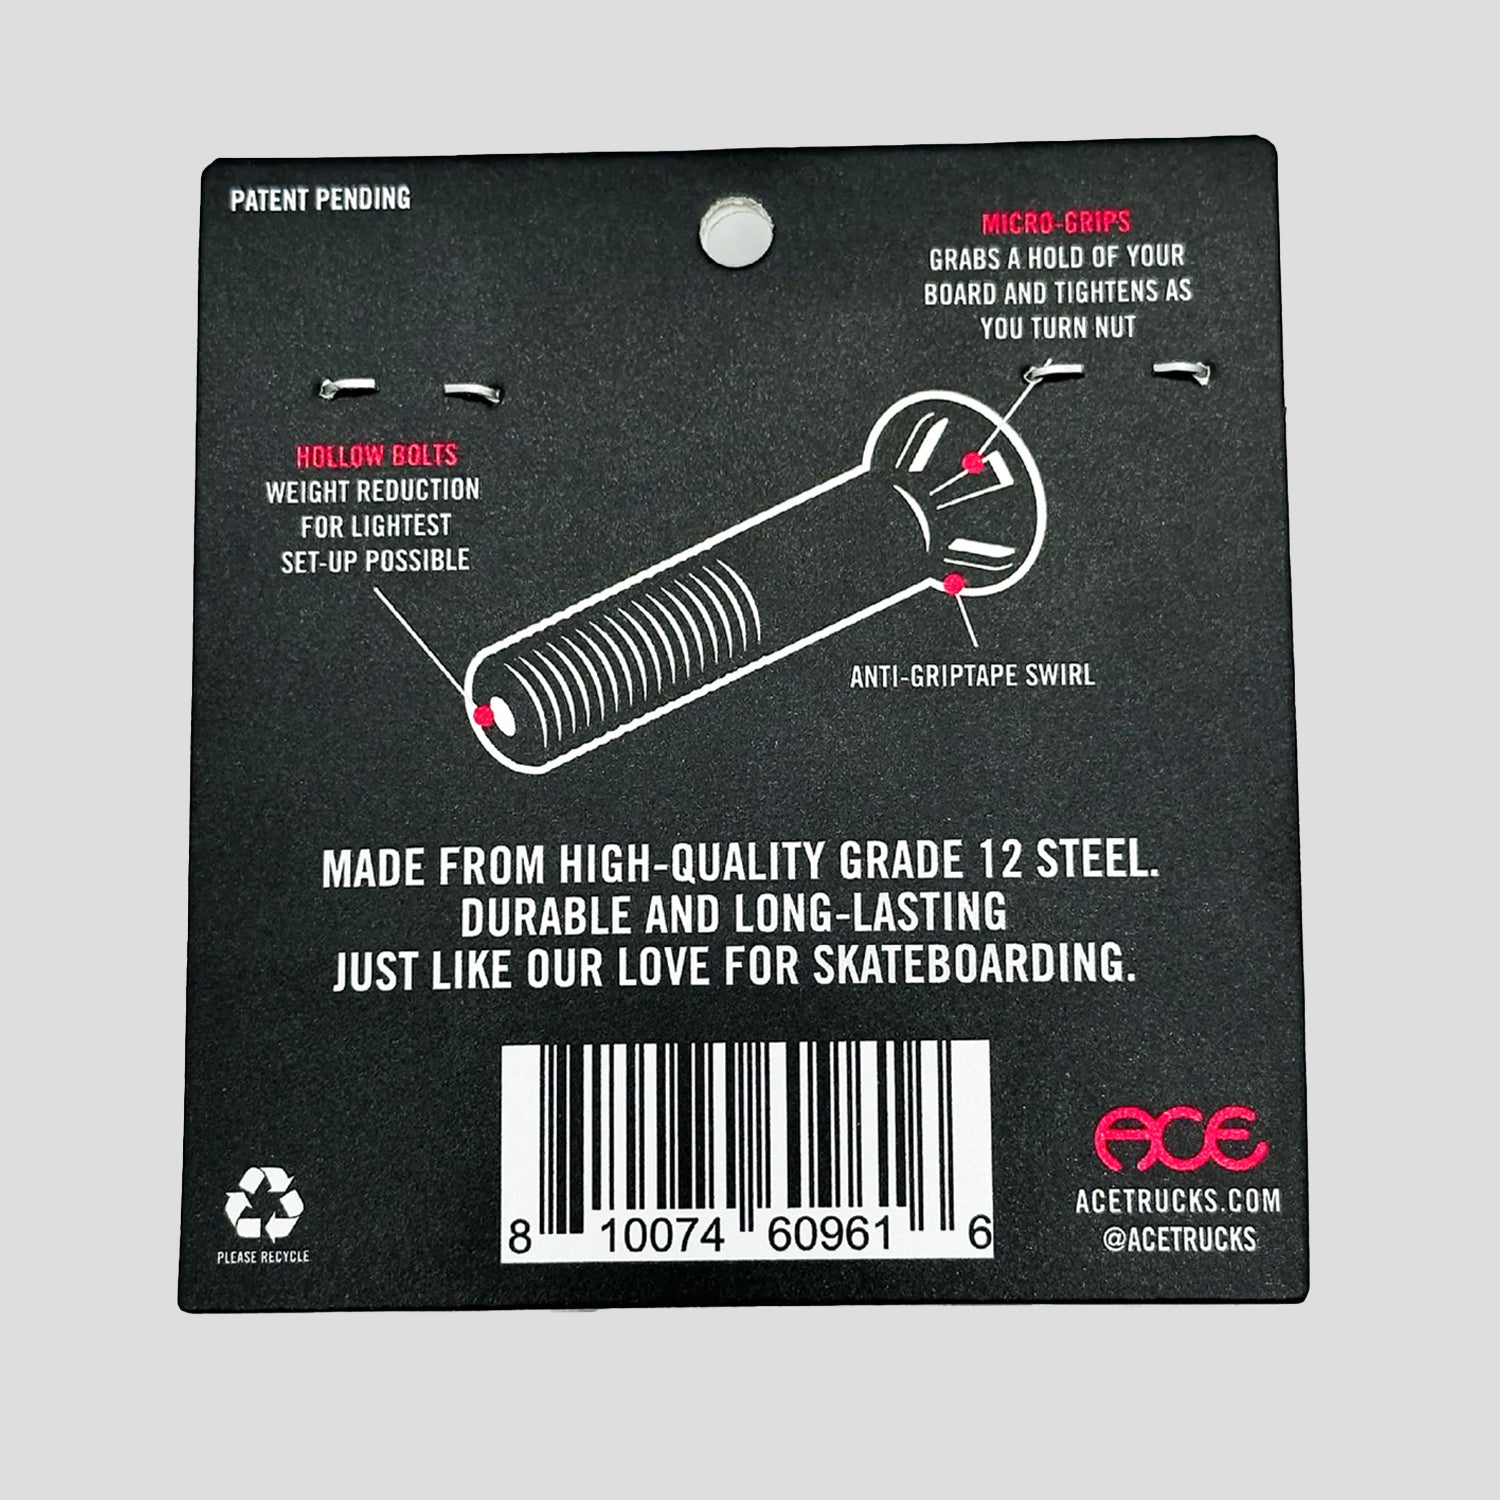 PATENT PENDING
MICRO-GRIPS
GRABS A HOLD OF YOUR
BOARD AND TIGHTENS AS
YOU TURN NUT
HOLLOW BOLTS
WEIGHT REDUCTION
FOR LIGHTEST
SET-UP POSSIBLE
ANTI-GRIPTAPE SWIRL
MADE FROM HIGH-QUALITY GRADE 12 STEEL.
DURABLE AND LONG-LASTING
JUST LIKE OUR LOVE FOR SKATEBOARDING.
8 10074 60961 6
PLEASE RECYCLE
ACE
ACETRUCKS.COM
@ACETRUCKS